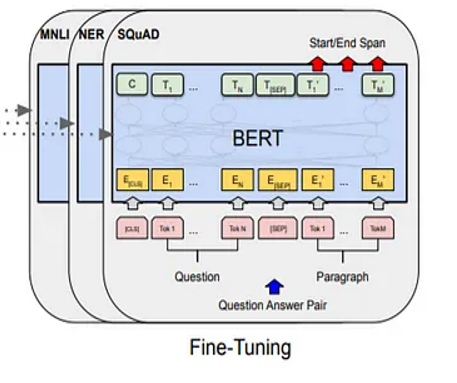 MNLI NER SQuAD
Start/End Span
C T1 ... TN T[SEP] T1' ... TM'
BERT
E[CLS] E1 ... EN E[SEP] E1' ... EM'
[CLS] Tok 1 ... Tok N [SEP] Tok 1 ... TokM
Question Paragraph
Question Answer Pair
Fine-Tuning